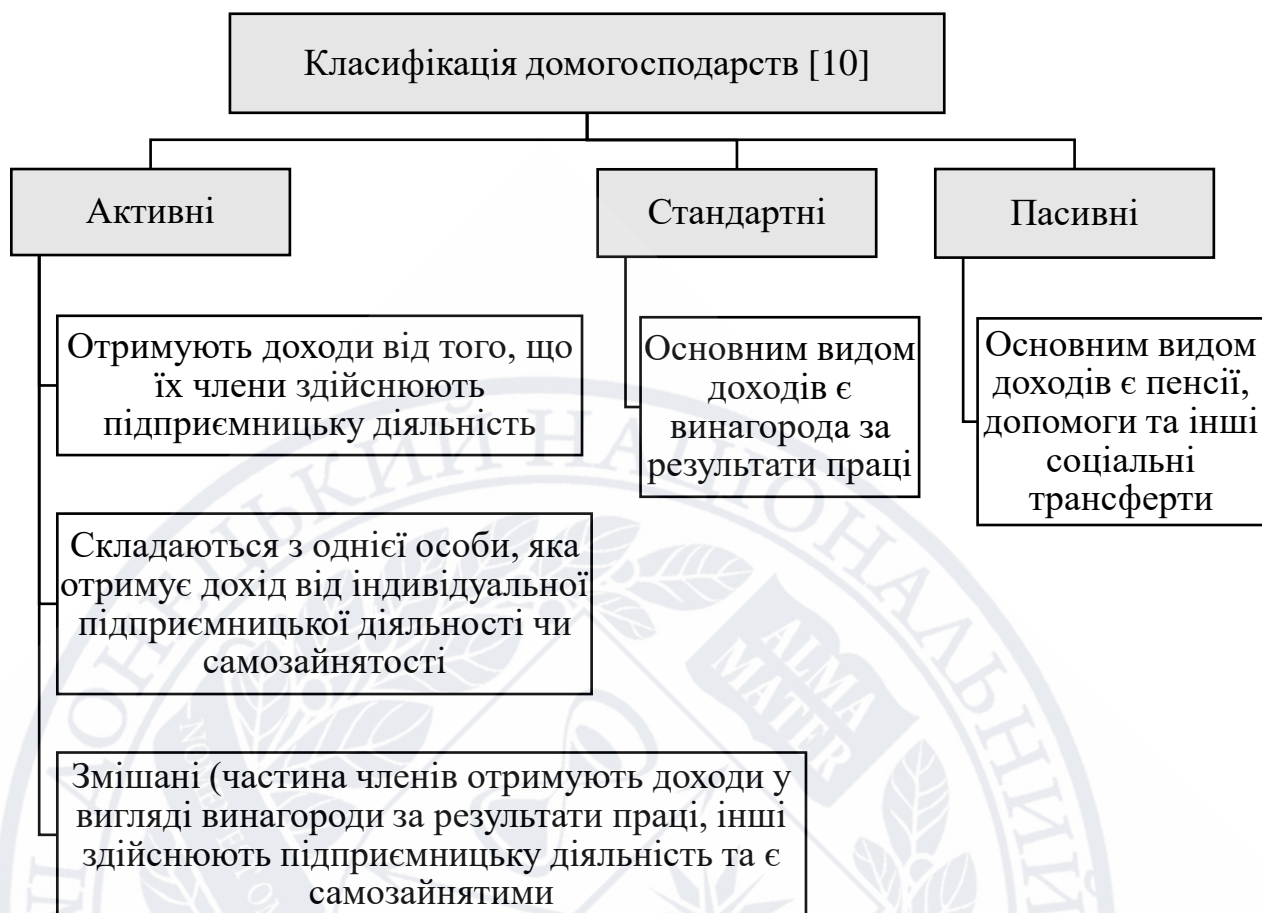 Класифікація домогосподарств [10]
Активні
Стандартні
Пасивні
Отримують доходи від того, що
їх члени здійснюють
підприємницьку діяльність
Основним видом
доходів є
винагорода за
результати праці
Основним видом
доходів є пенсії,
допомоги та інші
соціальні
трансферти
Складаються з однієї особи, яка
отримує дохід від індивідуальної
підприємницької діяльності чи
самозайнятості
Змішані (частина членів отримують доходи у
вигляді винагороди за результати праці, інші
здійснюють підприємницьку діяльність та є
самозайнятими
НАЦІОНАЛЬНИЙ
ALMA
MATER